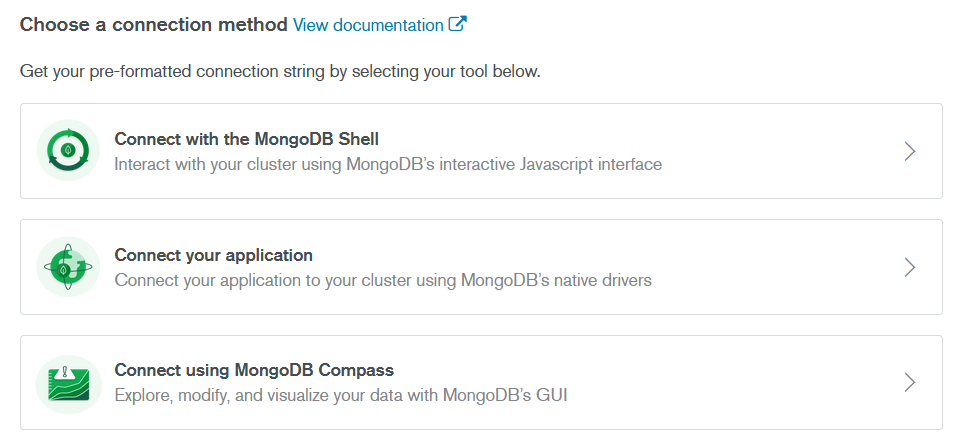 Choose a connection method View documentation
Get your pre-formatted connection string by selecting your tool below.
Connect with the MongoDB Shell
Interact with your cluster using MongoDB's interactive Javascript interface
Connect your application
Connect your application to your cluster using MongoDB's native drivers
Connect using MongoDB Compass
Explore, modify, and visualize your data with MongoDB's GUI